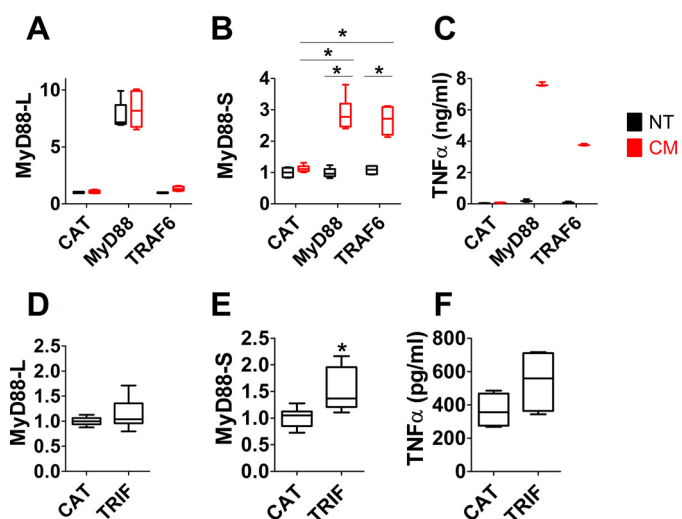 A
MyD88-L
10
5
0
CAT
MyD88
TRAF6
B
MyD88-S
4
3
2
1
0
*
*
*
*
CAT
MyD88
TRAF6
C
TNFα (ng/ml)
8
6
4
2
0
CAT
MyD88
TRAF6
NT
CM
D
MyD88-L
2.5
2.0
1.5
1.0
0.5
0.0
CAT
TRIF
E
MyD88-S
2.5
2.0
1.5
1.0
0.5
0.0
*
CAT
TRIF
F
TNFα (pg/ml)
800
600
400
200
0
CAT
TRIF